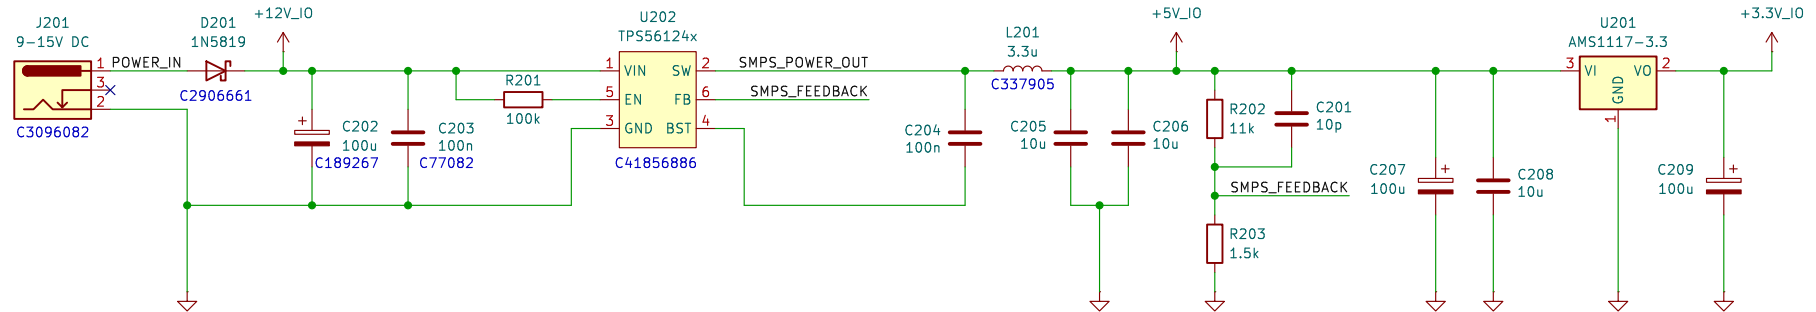 J201
9-15V DC
POWER_IN
1
3
2
C3096082
D201
1N5819
C2906661
+12V_IO
C202
100u
C189267
C203
100n
C77082
R201
100k
U202
TPS56124x
1 VIN SW 2
5 EN FB 6
3 GND BST 4
C41856886
SMPS_POWER_OUT
SMPS_FEEDBACK
C204
100n
L201
3.3u
C337905
C205
10u
C206
10u
+5V_IO
R202
11k
C201
10p
SMPS_FEEDBACK
R203
1.5k
C207
100u
C208
10u
U201
AMS1117-3.3
3 VI VO 2
GND
1
C209
100u
+3.3V_IO